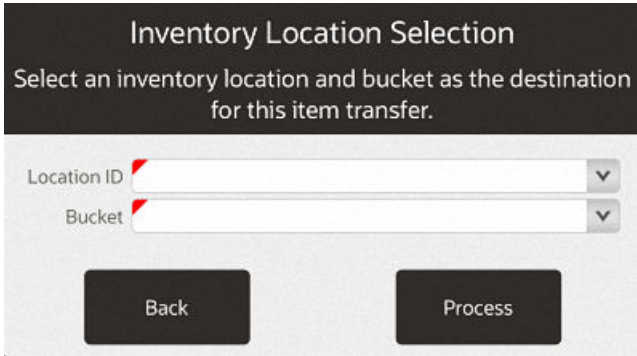 Inventory Location Selection
Select an inventory location and bucket as the destination
for this item transfer.
Location ID
Bucket
Back
Process